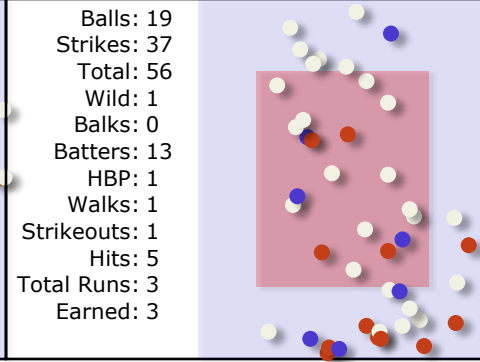 Balls: 19
Strikes: 37
Total: 56
Wild: 1
Balks: 0
Batters: 13
HBP: 1
Walks: 1
Strikeouts: 1
Hits: 5
Total Runs: 3
Earned: 3